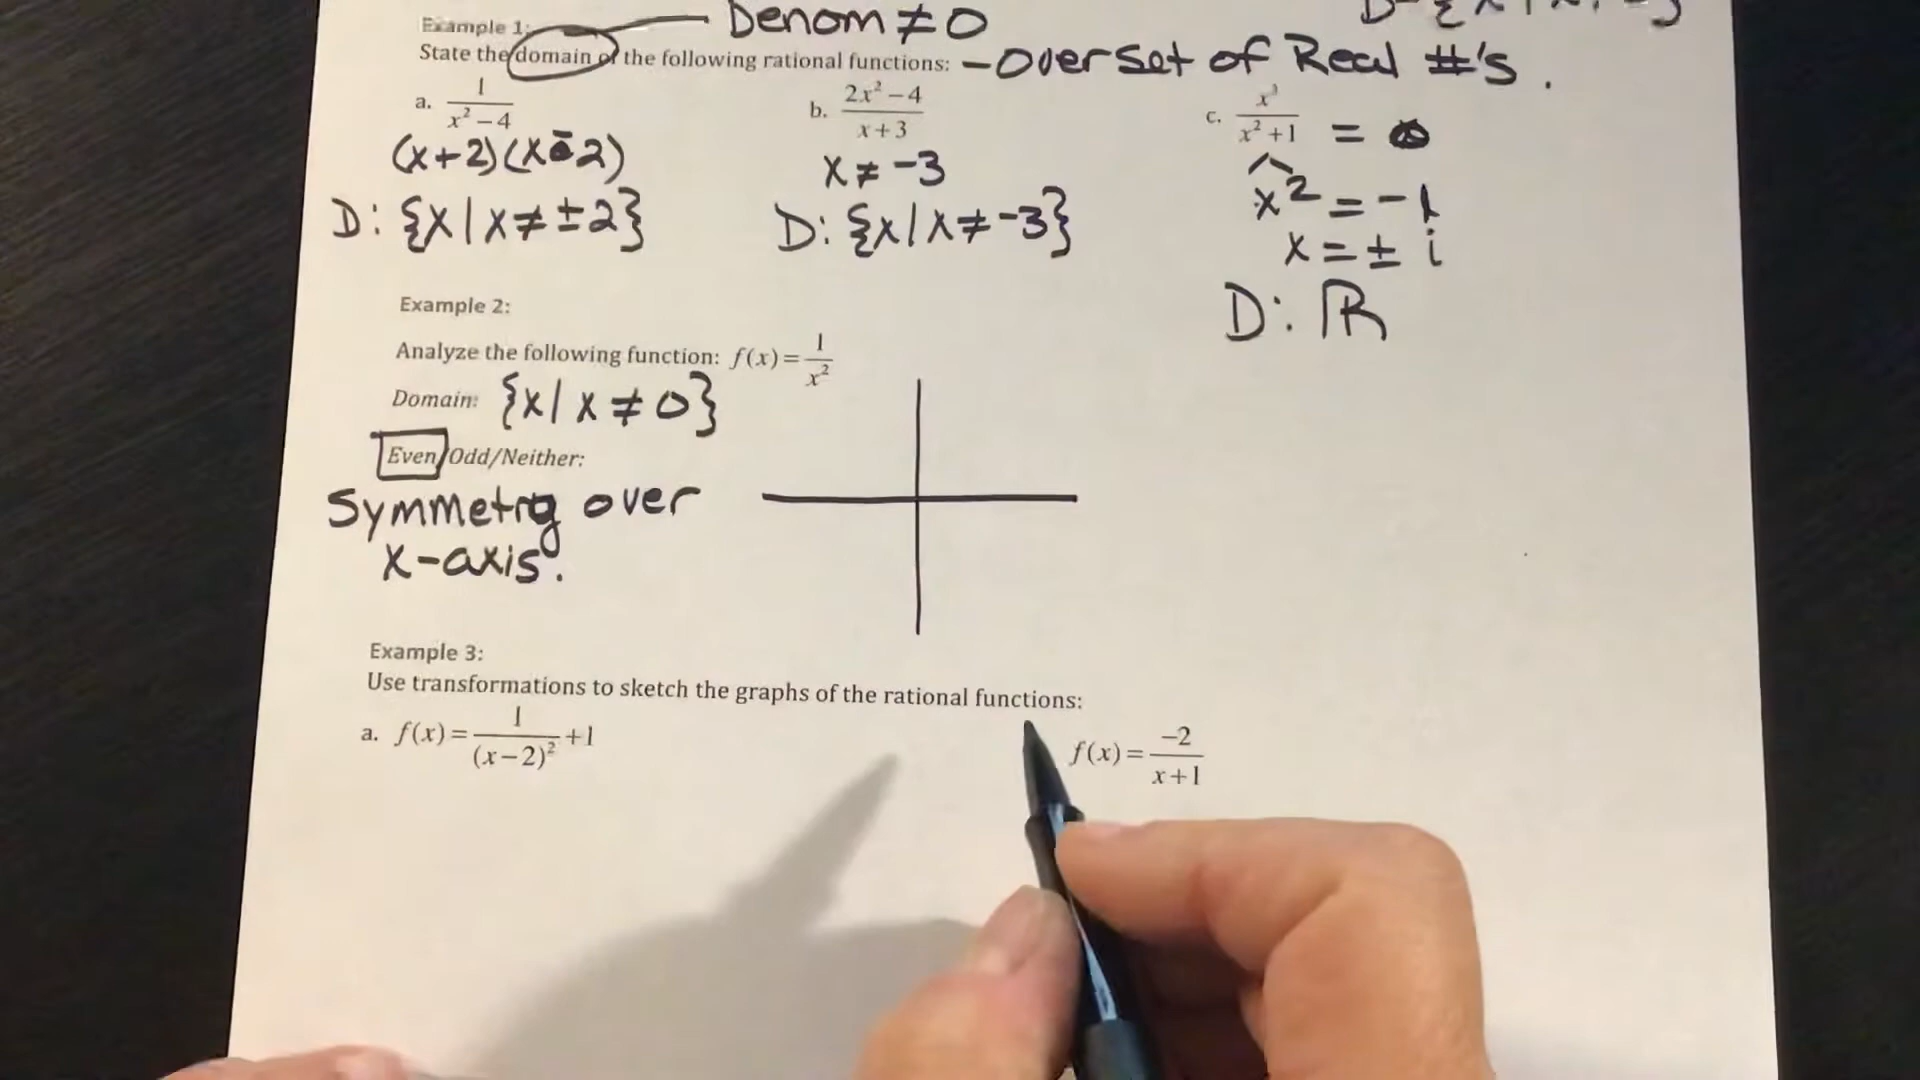 Example 1:
Denom ≠ 0
State the domain of the following rational functions: - over set of Real #'s.
a. 1/(x² - 4)
b. (2x² - 4)/(x + 3)
c. x³/(x² + 1) =
(x+2)(x-2)
x ≠ -3
x² = -1
D: {x | x ≠ ±2}
D: {x | x ≠ -3}
x = ± i
D: ℝ
Example 2:
Analyze the following function: f(x) = 1/x²
Domain: {x | x ≠ 0}
Even/Odd/Neither:
Symmetry over
x-axis.
Example 3:
Use transformations to sketch the graphs of the rational functions:
a. f(x) = 1/(x - 2)² + 1
f(x) = -2/(x + 1)